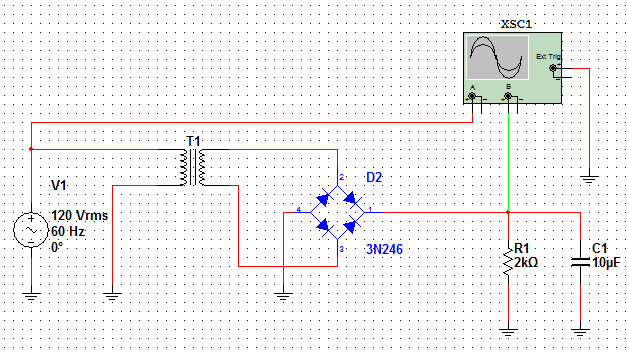 XSC1
Ext Trig
+
-
A
B
+ - + -
T1
V1
120 Vrms
60 Hz
0°
D2
2
4
1
3
3N246
R1
2kΩ
C1
10µF